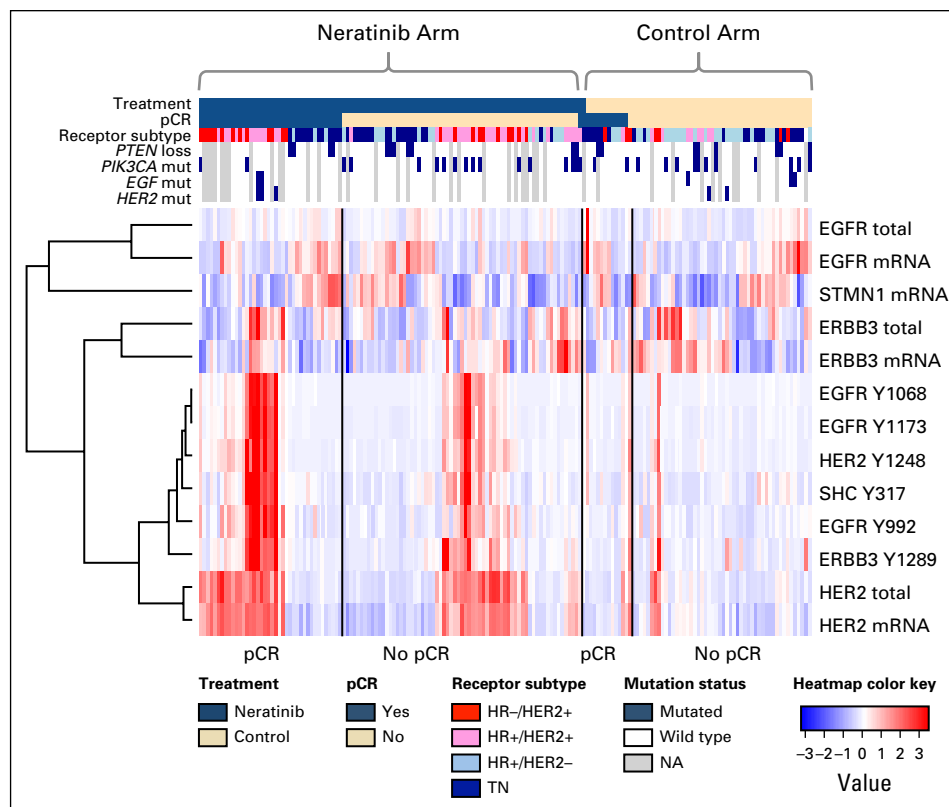 Neratinib Arm
Control Arm
Treatment
pCR
Receptor subtype
PTEN loss
PIK3CA mut
EGF mut
HER2 mut
EGFR total
EGFR mRNA
STMN1 mRNA
ERBB3 total
ERBB3 mRNA
EGFR Y1068
EGFR Y1173
HER2 Y1248
SHC Y317
EGFR Y992
ERBB3 Y1289
HER2 total
HER2 mRNA
pCR No pCR pCR No pCR
Treatment
Neratinib
Control
pCR
Yes
No
Receptor subtype
HR–/HER2+
HR+/HER2+
HR+/HER2–
TN
Mutation status
Mutated
Wild type
NA
Heatmap color key
–3 –2 –1 0 1 2 3
Value